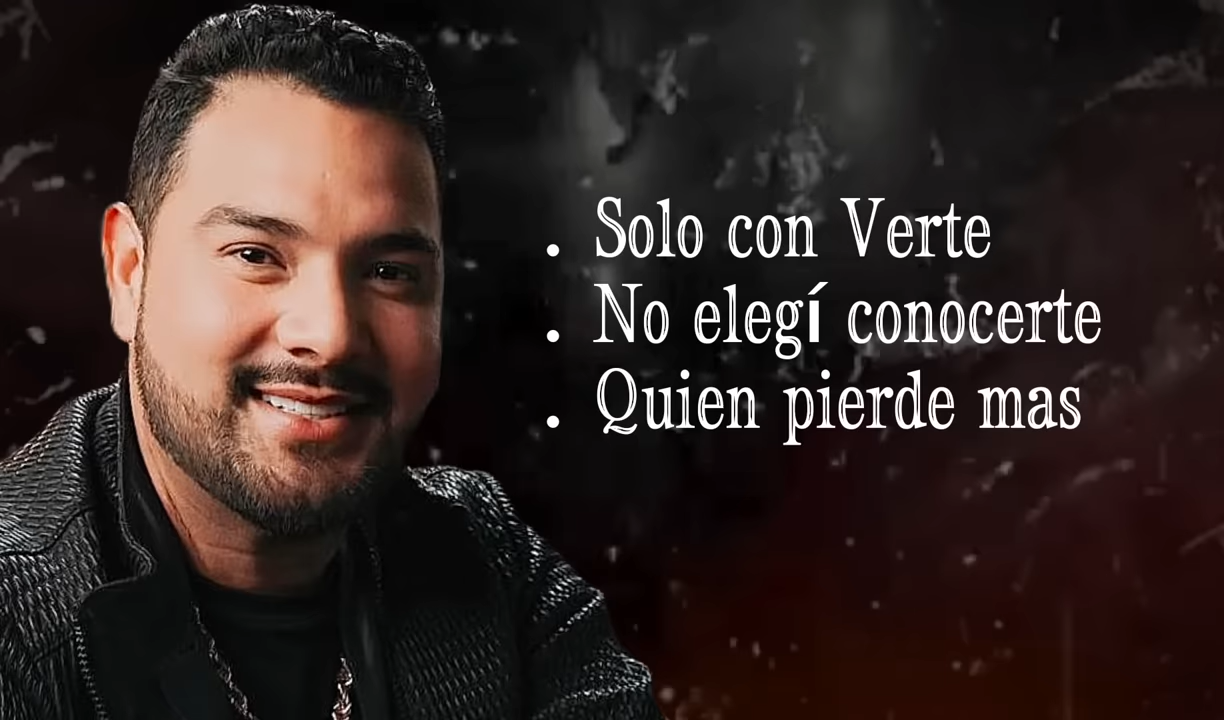 . Solo con Verte
. No elegí conocerte
. Quien pierde mas